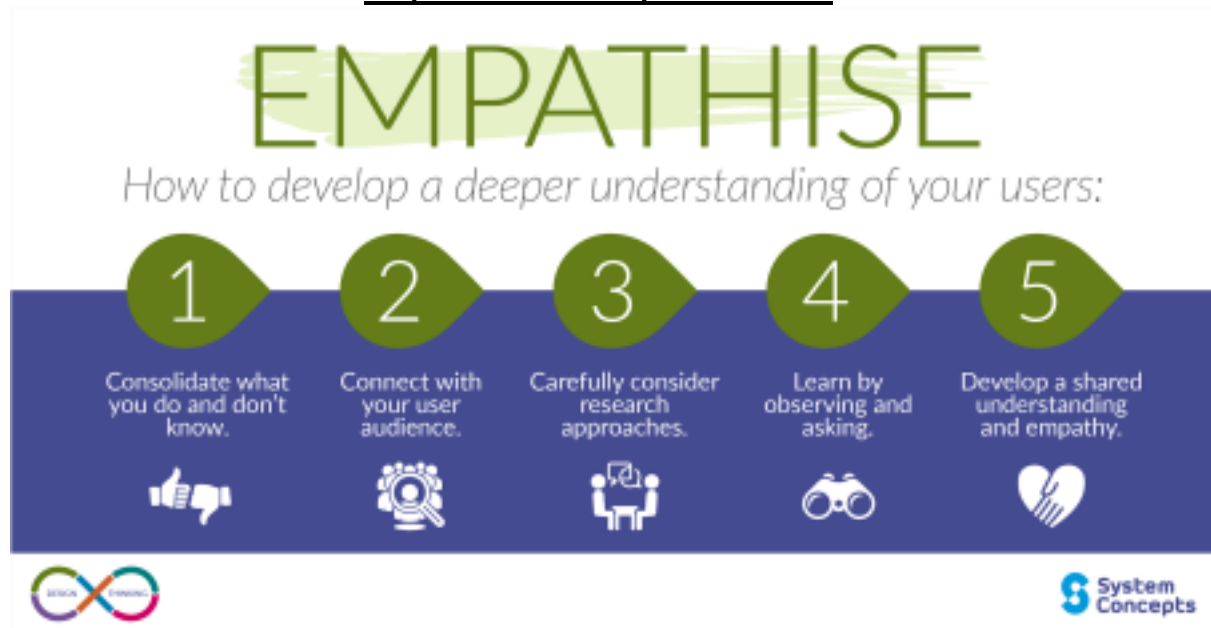 EMPATHISE
How to develop a deeper understanding of your users:
1
2
3
4
5
Consolidate what
you do and don't
know.
Connect with
your user
audience.
Carefully consider
research
approaches.
Learn by
observing and
asking.
Develop a shared
understanding
and empathy.
DESIGN
THINKING
System
Concepts